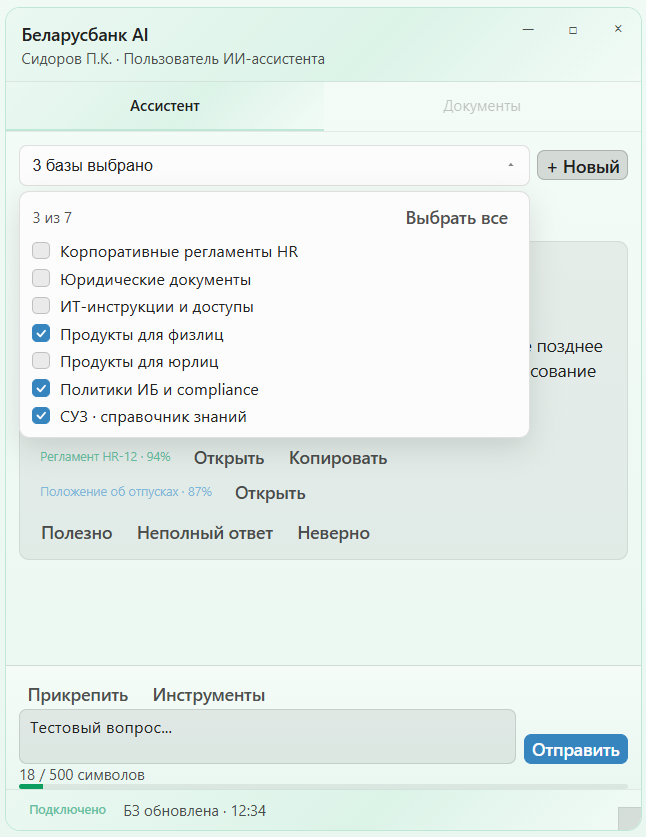 Беларусбанк AI
Сидоров П.К. · Пользователь ИИ-ассистента
Ассистент
Документы
3 базы выбрано
+ Новый
3 из 7
Выбрать все
Корпоративные регламенты HR
Юридические документы
ИТ-инструкции и доступы
Продукты для физлиц
Продукты для юрлиц
Политики ИБ и compliance
СУЗ · справочник знаний
позднее
сование
Регламент HR-12 · 94%
Открыть
Копировать
Положение об отпусках · 87%
Открыть
Полезно
Неполный ответ
Неверно
Прикрепить
Инструменты
Тестовый вопрос...
Отправить
18 / 500 символов
Подключено
БЗ обновлена · 12:34